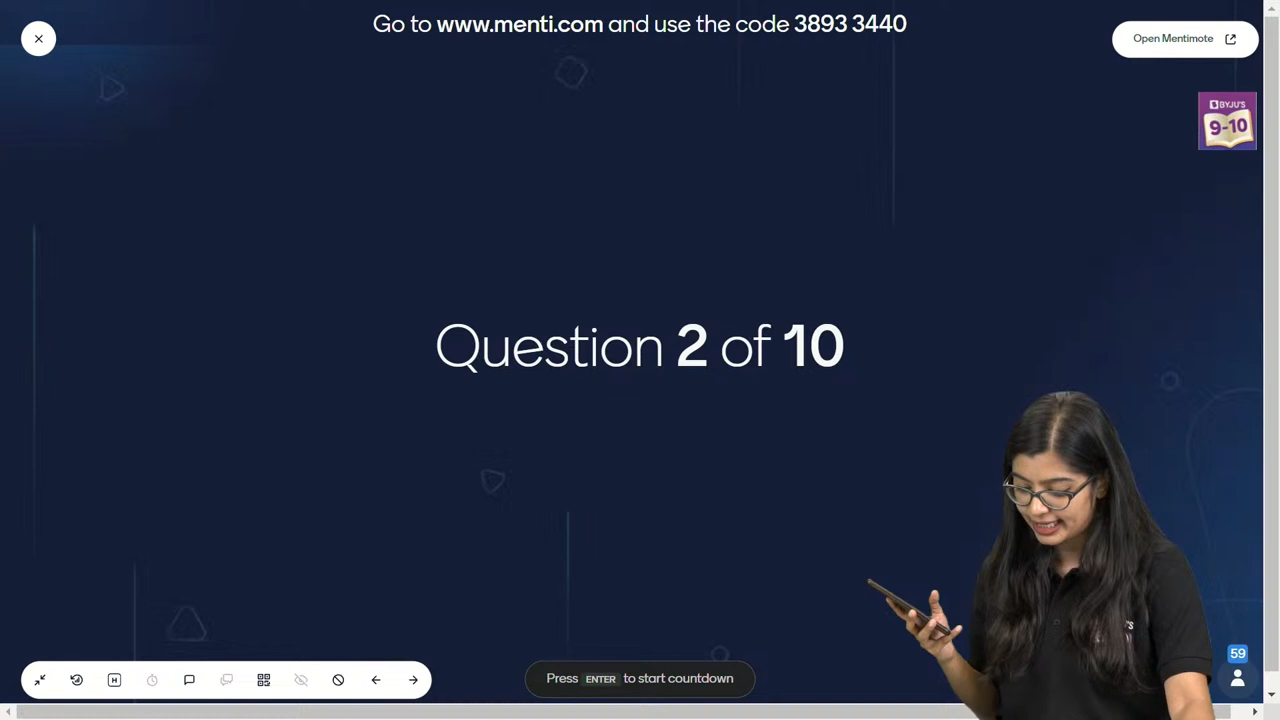 Go to www.menti.com and use the code 3893 3440
Open Mentimote
BYJU'S
9-10
Question 2 of 10
H
Press ENTER to start countdown
59